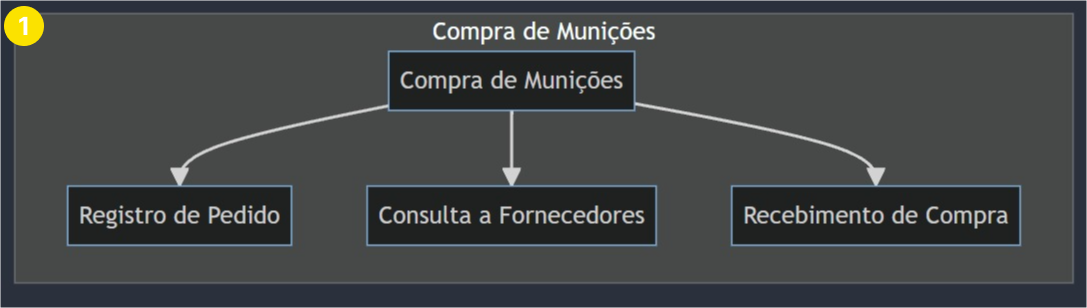 1
Compra de Munições
Compra de Munições
Registro de Pedido
Consulta a Fornecedores
Recebimento de Compra